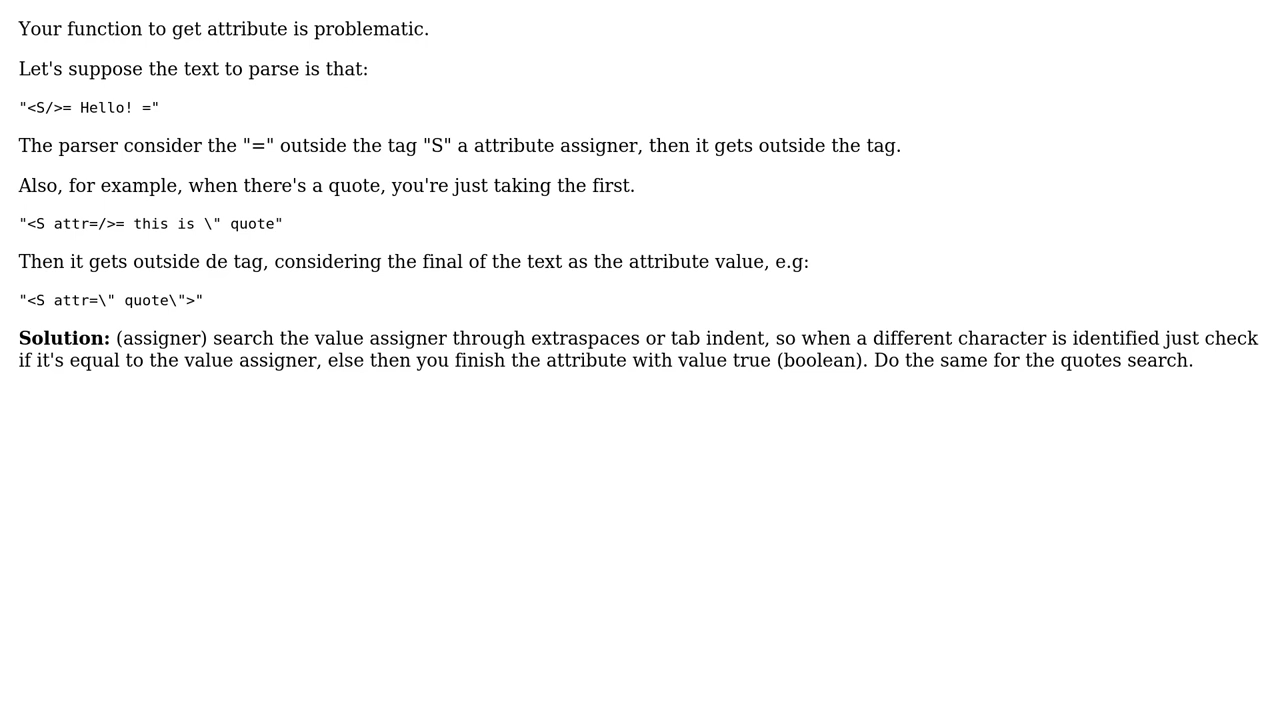 Your function to get attribute is problematic.
Let's suppose the text to parse is that:
"<S/>= Hello! ="
The parser consider the "=" outside the tag "S" a attribute assigner, then it gets outside the tag.
Also, for example, when there's a quote, you're just taking the first.
"<S attr=/>= this is \" quote"
Then it gets outside de tag, considering the final of the text as the attribute value, e.g:
"<S attr=\" quote\">"
Solution: (assigner) search the value assigner through extraspaces or tab indent, so when a different character is identified just check
if it's equal to the value assigner, else then you finish the attribute with value true (boolean). Do the same for the quotes search.